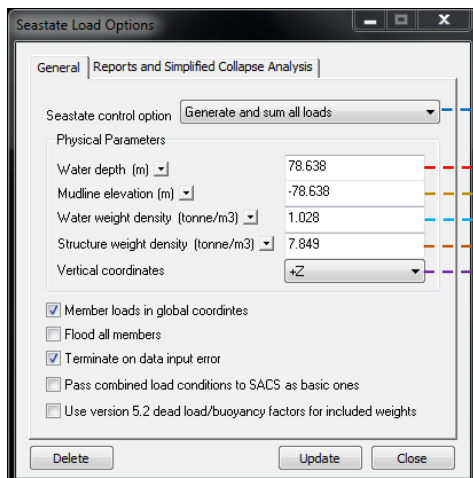 Seastate Load Options
General Reports and Simplified Collapse Analysis
Seastate control option Generate and sum all loads
Physical Parameters
Water depth (m) 78.638
Mudline elevation (m) -78.638
Water weight density (tonne/m3) 1.028
Structure weight density (tonne/m3) 7.849
Vertical coordinates +Z
Member loads in global coordintes
Flood all members
Terminate on data input error
Pass combined load conditions to SACS as basic ones
Use version 5.2 dead load/buoyancy factors for included weights
Delete Update Close